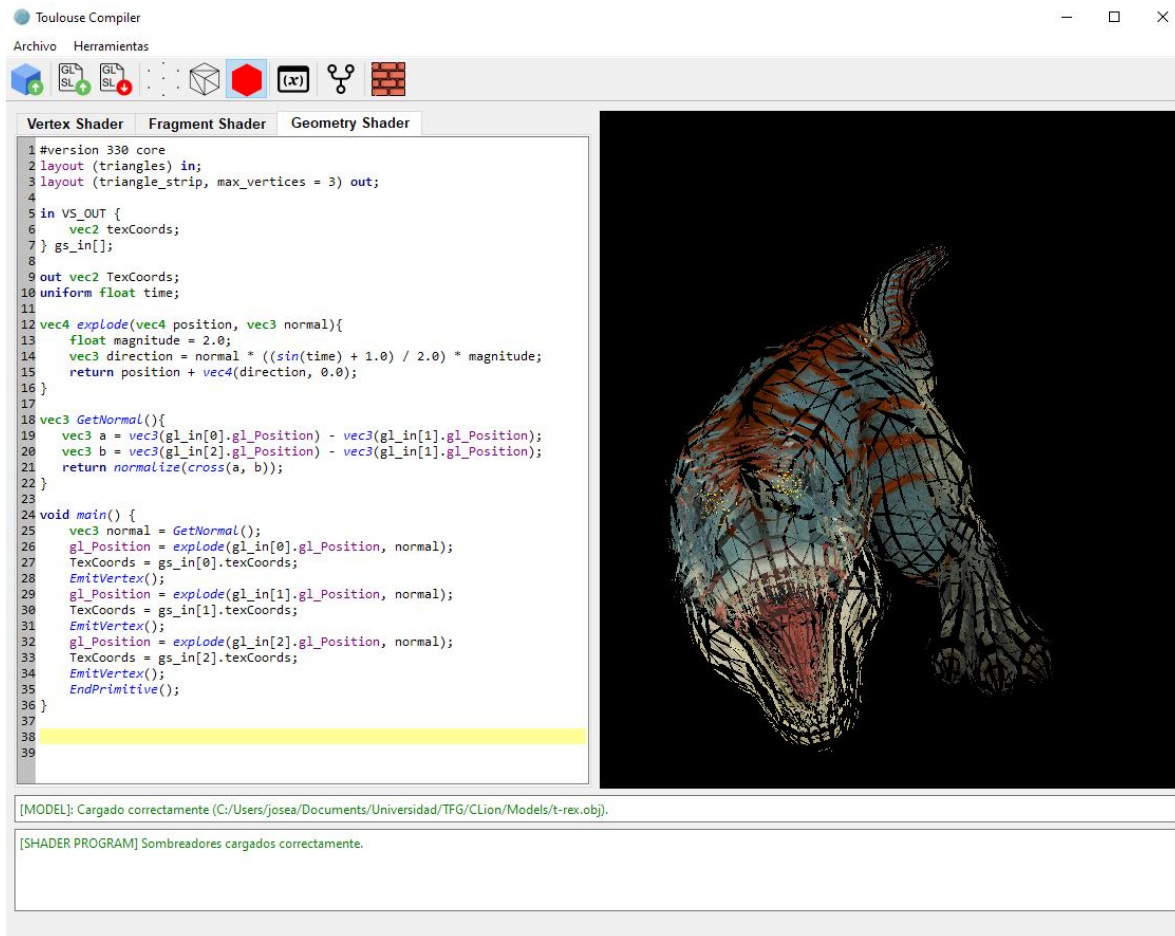 Toulouse Compiler
Archivo Herramientas
GL SL GL SL (x)
Vertex Shader Fragment Shader Geometry Shader
1 #version 330 core
2 layout (triangles) in;
3 layout (triangle_strip, max_vertices = 3) out;
4
5 in VS_OUT {
6     vec2 texCoords;
7 } gs_in[];
8
9 out vec2 TexCoords;
10 uniform float time;
11
12 vec4 explode(vec4 position, vec3 normal){
13     float magnitude = 2.0;
14     vec3 direction = normal * ((sin(time) + 1.0) / 2.0) * magnitude;
15     return position + vec4(direction, 0.0);
16 }
17
18 vec3 GetNormal(){
19    vec3 a = vec3(gl_in[0].gl_Position) - vec3(gl_in[1].gl_Position);
20    vec3 b = vec3(gl_in[2].gl_Position) - vec3(gl_in[1].gl_Position);
21    return normalize(cross(a, b));
22 }
23
24 void main() {
25     vec3 normal = GetNormal();
26     gl_Position = explode(gl_in[0].gl_Position, normal);
27     TexCoords = gs_in[0].texCoords;
28     EmitVertex();
29     gl_Position = explode(gl_in[1].gl_Position, normal);
30     TexCoords = gs_in[1].texCoords;
31     EmitVertex();
32     gl_Position = explode(gl_in[2].gl_Position, normal);
33     TexCoords = gs_in[2].texCoords;
34     EmitVertex();
35     EndPrimitive();
36 }
37
38
39
[MODEL]: Cargado correctamente (C:/Users/josea/Documents/Universidad/TFG/CLion/Models/t-rex.obj).
[SHADER PROGRAM] Sombreadores cargados correctamente.